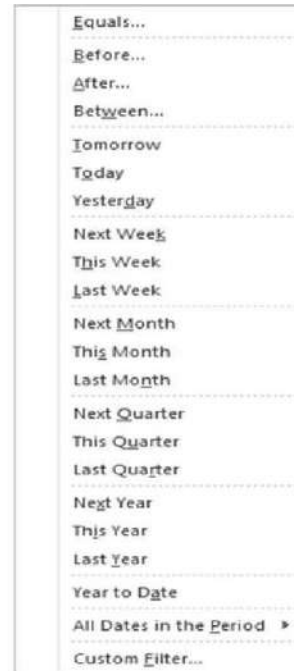 Equals...
Before...
After...
Between...
Tomorrow
Today
Yesterday
Next Week
This Week
Last Week
Next Month
This Month
Last Month
Next Quarter
This Quarter
Last Quarter
Next Year
This Year
Last Year
Year to Date
All Dates in the Period
Custom Filter...